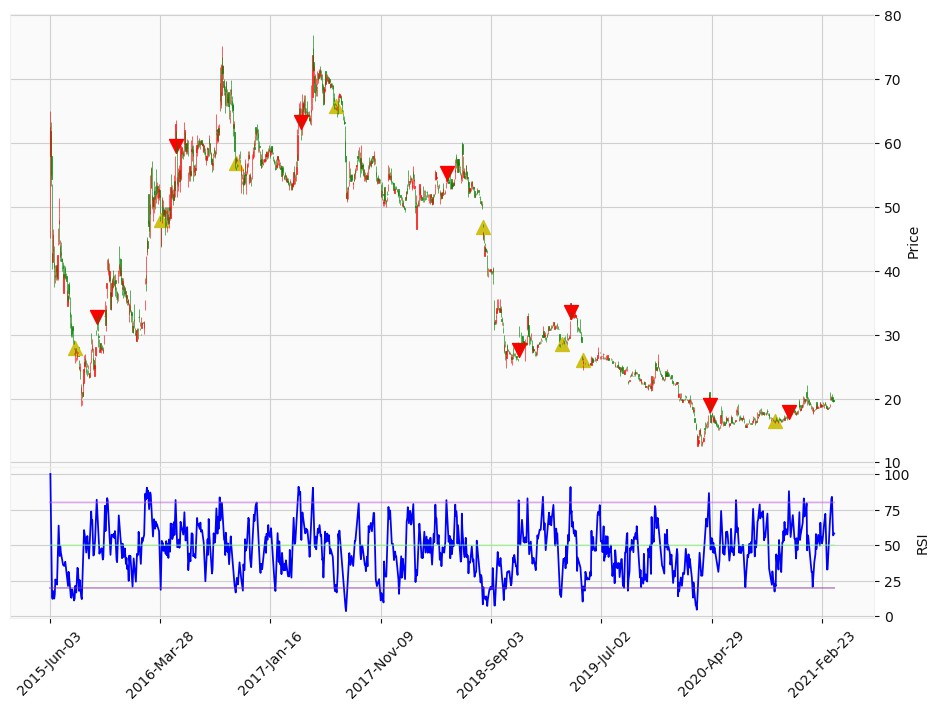 80
70
60
50
40
30
20
10
Price
100
75
50
25
0
RSI
2015-Jun-03
2016-Mar-28
2017-Jan-16
2017-Nov-09
2018-Sep-03
2019-Jul-02
2020-Apr-29
2021-Feb-23